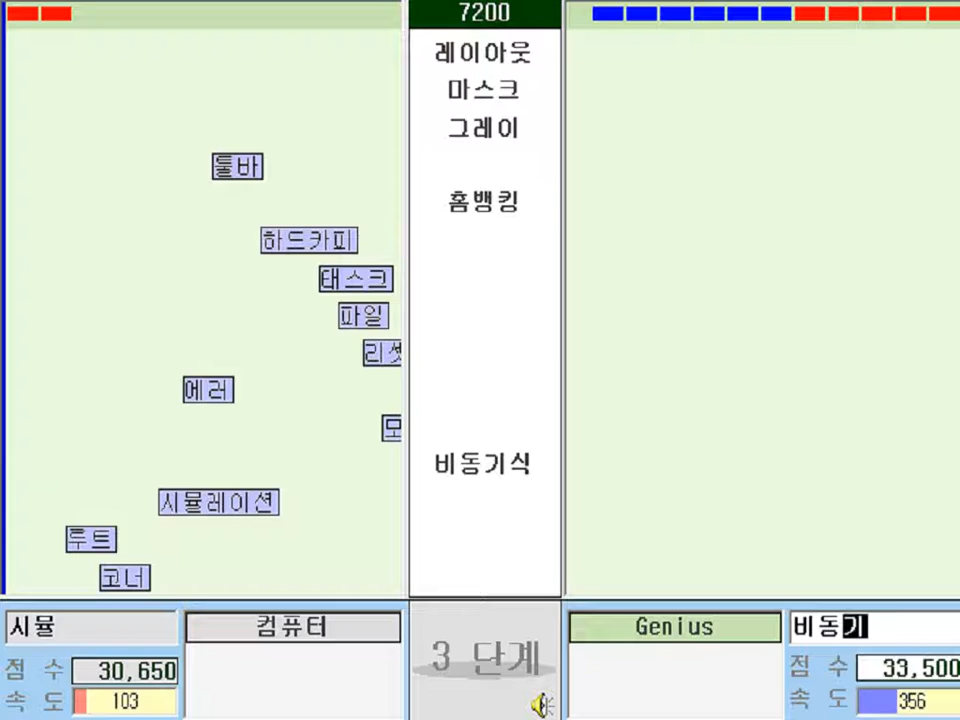 7200
레이아웃
마스크
그레이
툴바
홈뱅킹
하드카피
태스크
파일
리셋
에러
비동기식
시뮬레이션
루트
코너
시뮬 컴퓨터 3 단계 Genius 비동기
점 수 30,650 점 수 33,500
속 도 103 속 도 356